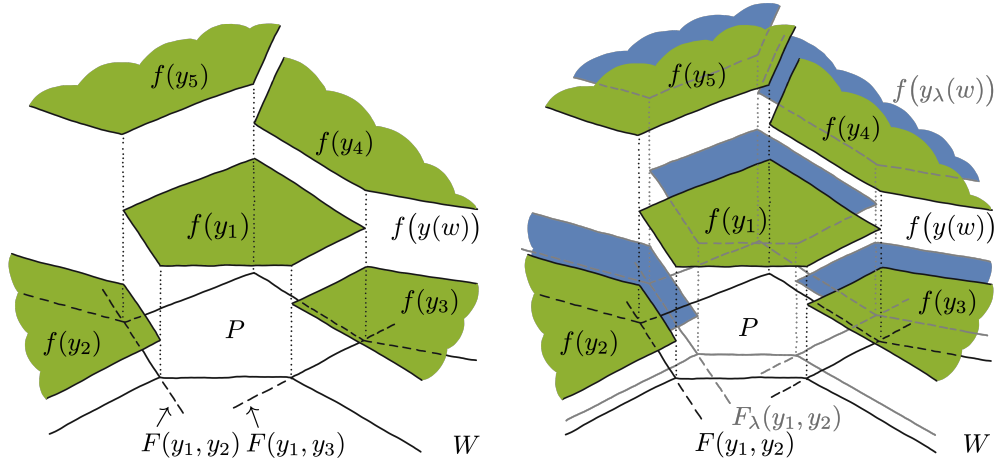 f(y₅)
f(y₄)
f(y₁)
f(y(w))
f(y₃)
f(y₂)
P
F(y₁, y₂)
F(y₁, y₃)
W
f(y₅)
f(y_λ(w))
f(y₄)
f(y₁)
f(y(w))
f(y₃)
f(y₂)
P
F_λ(y₁, y₂)
F(y₁, y₂)
W